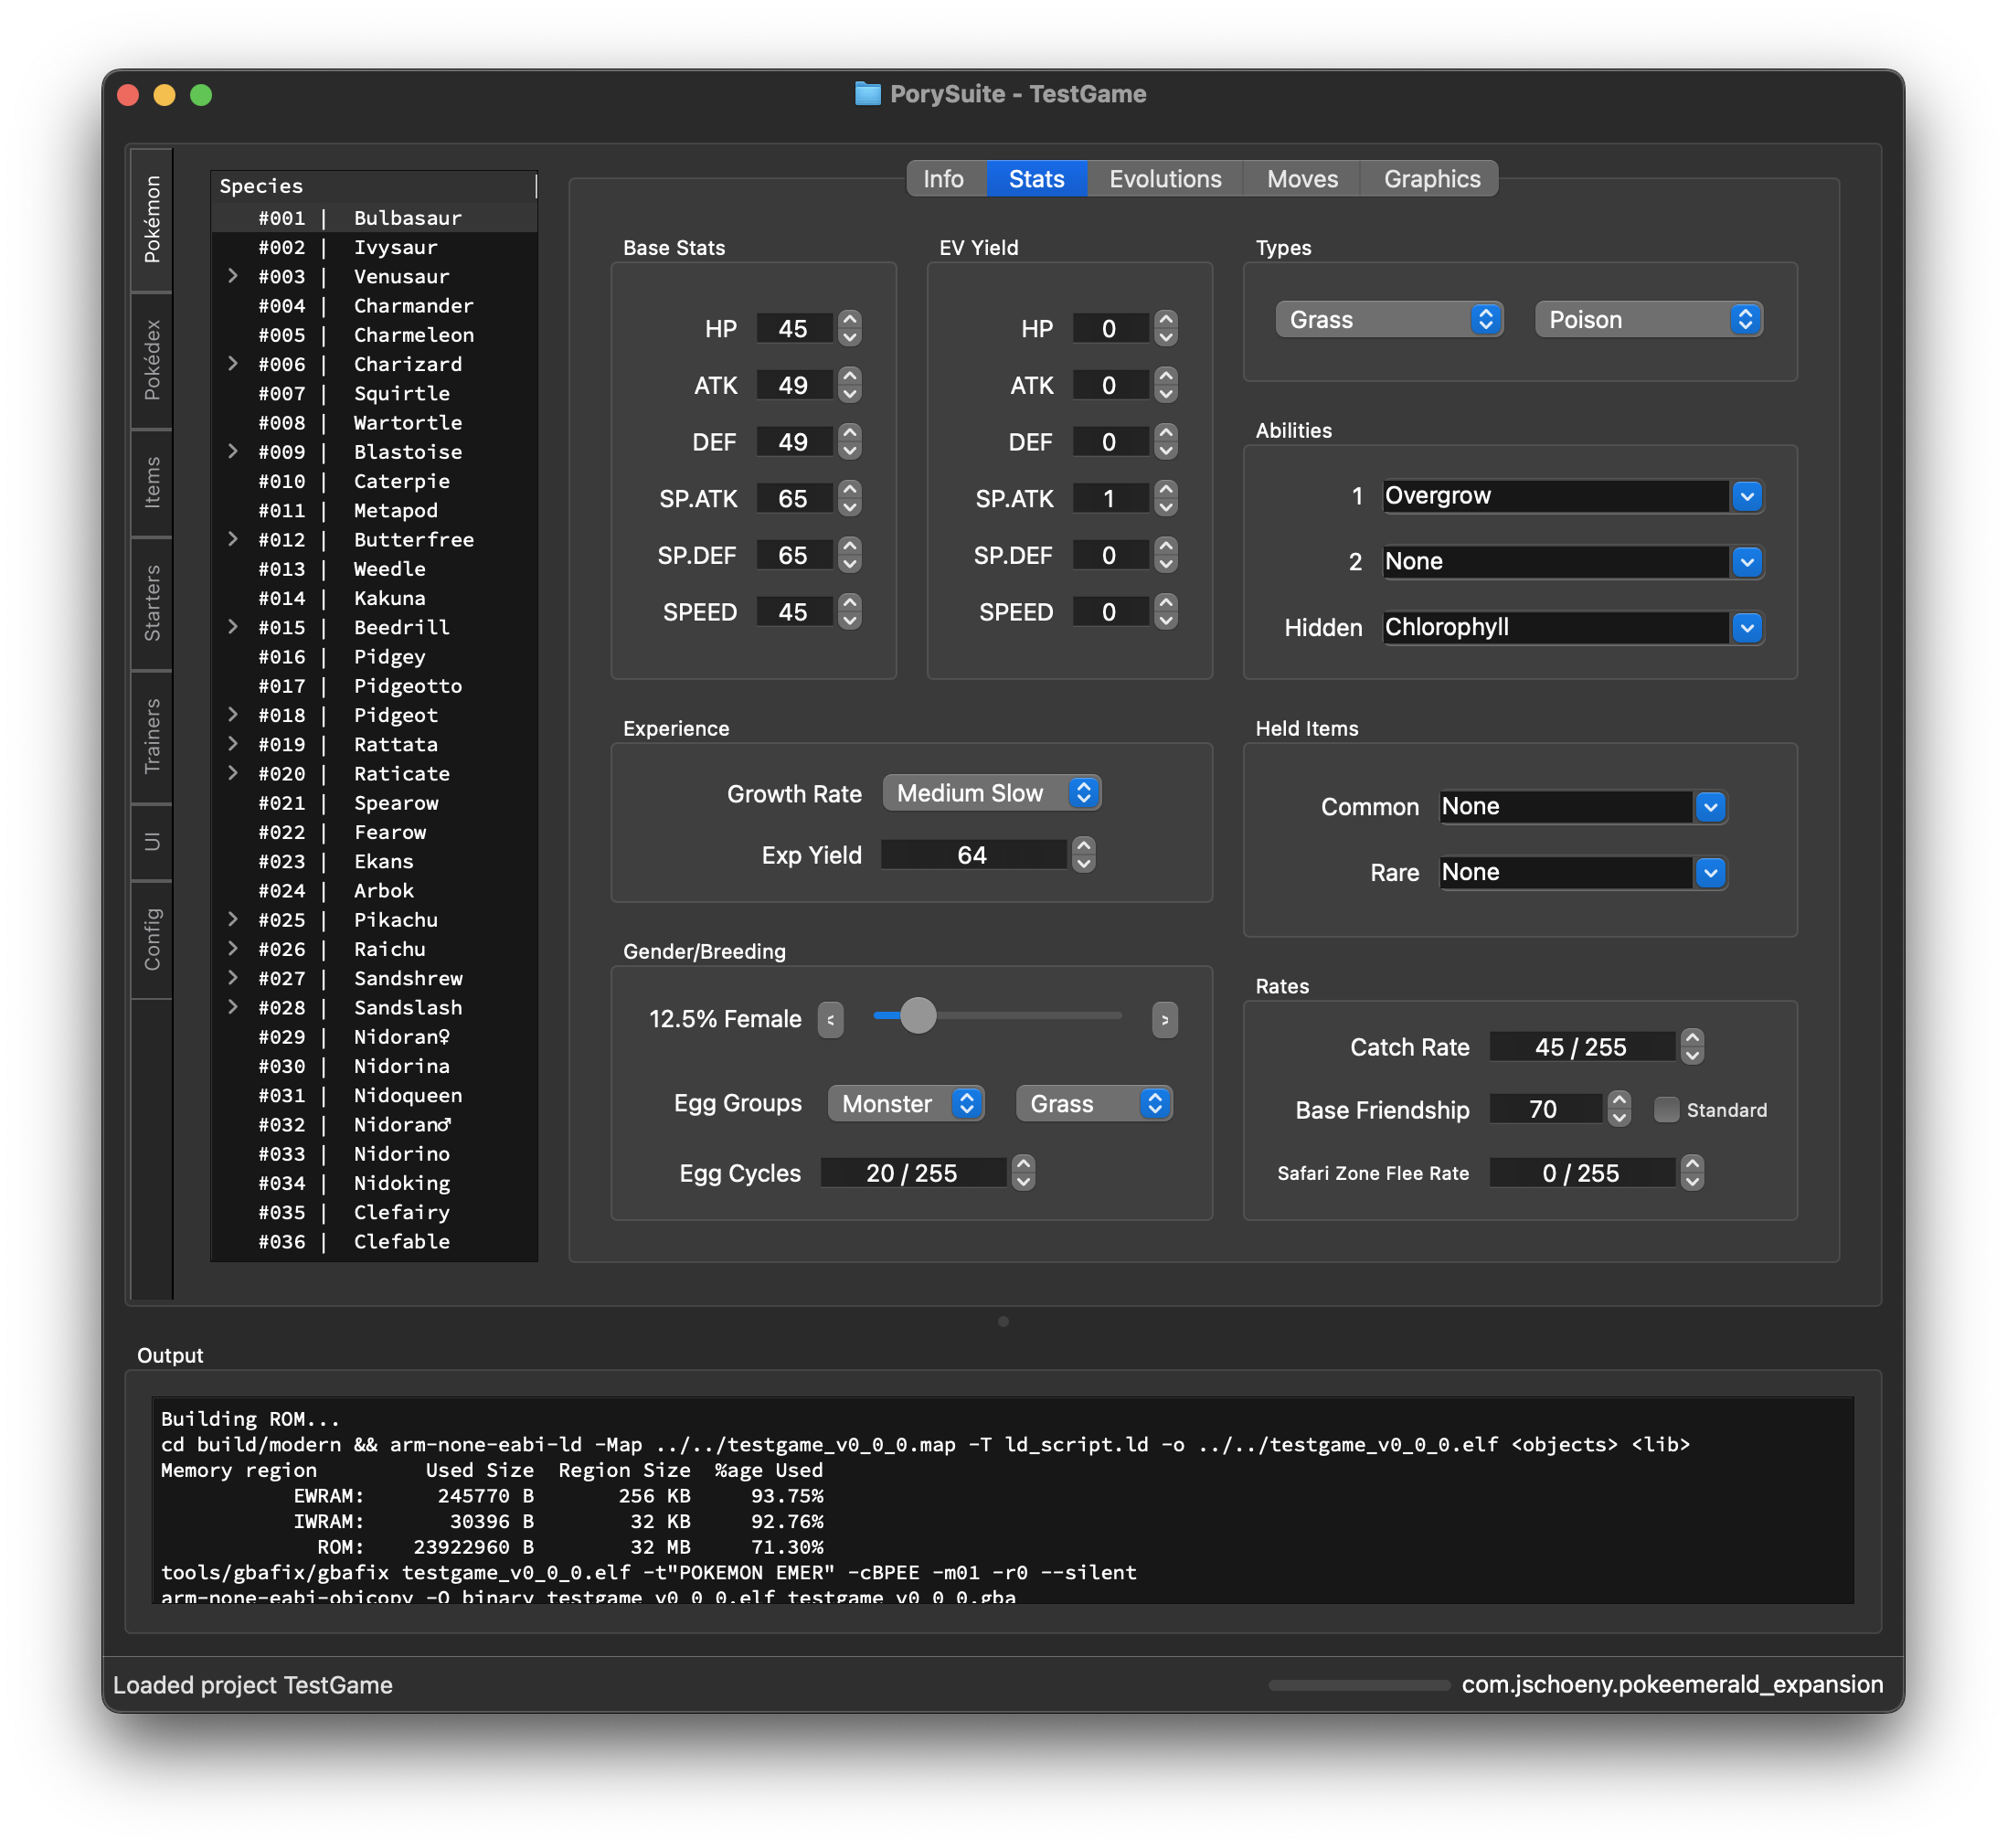 PorySuite - TestGame
Pokémon
Pokédex
Items
Starters
Trainers
UI
Config
Species
#001 | Bulbasaur
#002 | Ivysaur
> #003 | Venusaur
#004 | Charmander
#005 | Charmeleon
> #006 | Charizard
#007 | Squirtle
#008 | Wartortle
> #009 | Blastoise
#010 | Caterpie
#011 | Metapod
> #012 | Butterfree
#013 | Weedle
#014 | Kakuna
> #015 | Beedrill
#016 | Pidgey
#017 | Pidgeotto
> #018 | Pidgeot
> #019 | Rattata
> #020 | Raticate
#021 | Spearow
#022 | Fearow
#023 | Ekans
#024 | Arbok
> #025 | Pikachu
> #026 | Raichu
> #027 | Sandshrew
> #028 | Sandslash
#029 | Nidoran♀
#030 | Nidorina
#031 | Nidoqueen
#032 | Nidoran♂
#033 | Nidorino
#034 | Nidoking
#035 | Clefairy
#036 | Clefable
Info Stats Evolutions Moves Graphics
Base Stats
HP 45
ATK 49
DEF 49
SP.ATK 65
SP.DEF 65
SPEED 45
EV Yield
HP 0
ATK 0
DEF 0
SP.ATK 1
SP.DEF 0
SPEED 0
Types
Grass Poison
Abilities
1 Overgrow
2 None
Hidden Chlorophyll
Experience
Growth Rate Medium Slow
Exp Yield 64
Held Items
Common None
Rare None
Gender/Breeding
12.5% Female < >
Egg Groups Monster Grass
Egg Cycles 20 / 255
Rates
Catch Rate 45 / 255
Base Friendship 70 Standard
Safari Zone Flee Rate 0 / 255
Output
Building ROM...
cd build/modern && arm-none-eabi-ld -Map ../../testgame_v0_0_0.map -T ld_script.ld -o ../../testgame_v0_0_0.elf <objects> <lib>
Memory region Used Size Region Size %age Used
EWRAM: 245770 B 256 KB 93.75%
IWRAM: 30396 B 32 KB 92.76%
ROM: 23922960 B 32 MB 71.30%
tools/gbafix/gbafix testgame_v0_0_0.elf -t"POKEMON EMER" -cBPEE -m01 -r0 --silent
arm-none-eabi-objcopy -O binary testgame_v0_0_0.elf testgame_v0_0_0.gba
Loaded project TestGame
com.jschoeny.pokeemerald_expansion